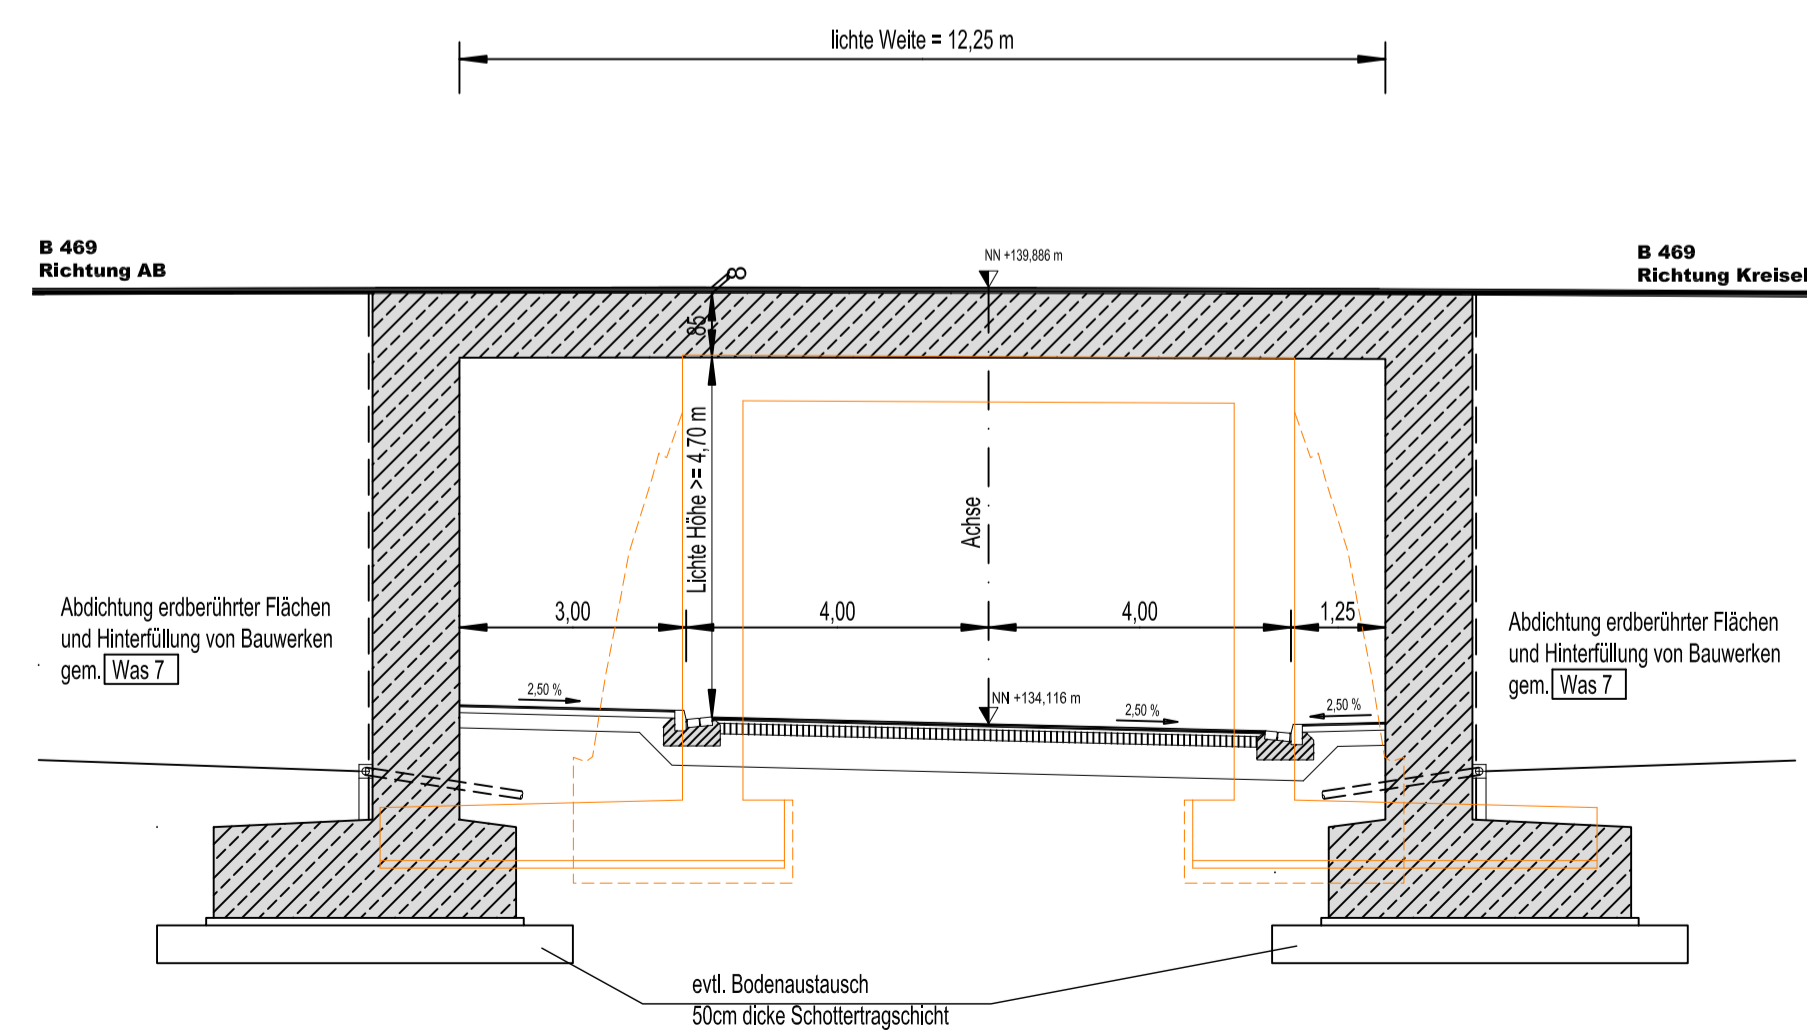 lichte Weite = 12,25 m
B 469
Richtung AB
NN +139,886 m
B 469
Richtung Kreisel
8
85
Lichte Höhe >= 4,70 m
Achse
3,00
4,00
4,00
1,25
Abdichtung erdberührter Flächen
und Hinterfüllung von Bauwerken
gem. Was 7
Abdichtung erdberührter Flächen
und Hinterfüllung von Bauwerken
gem. Was 7
2,50 %
NN +134,116 m
2,50 %
2,50 %
evtl. Bodenaustausch
50cm dicke Schottertragschicht